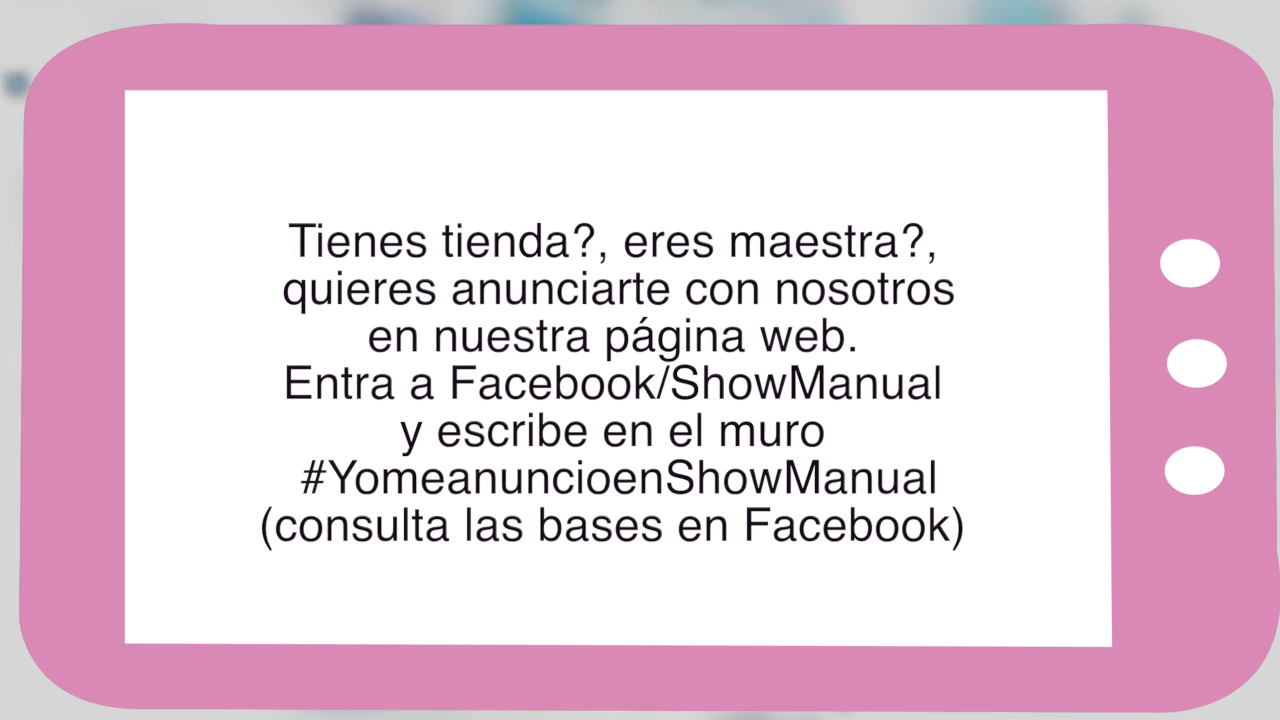 Tienes tienda?, eres maestra?,
quieres anunciarte con nosotros
en nuestra página web.
Entra a Facebook/ShowManual
y escribe en el muro
#YomeanuncioenShowManual
(consulta las bases en Facebook)